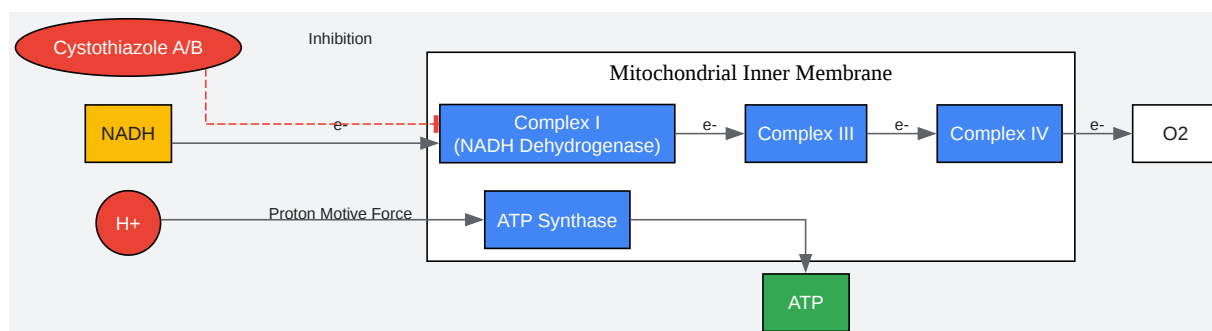 Cystothiazole A/B
Inhibition
Mitochondrial Inner Membrane
NADH
e-
Complex I
(NADH Dehydrogenase)
e-
Complex III
e-
Complex IV
e-
O2
H+
Proton Motive Force
ATP Synthase
ATP